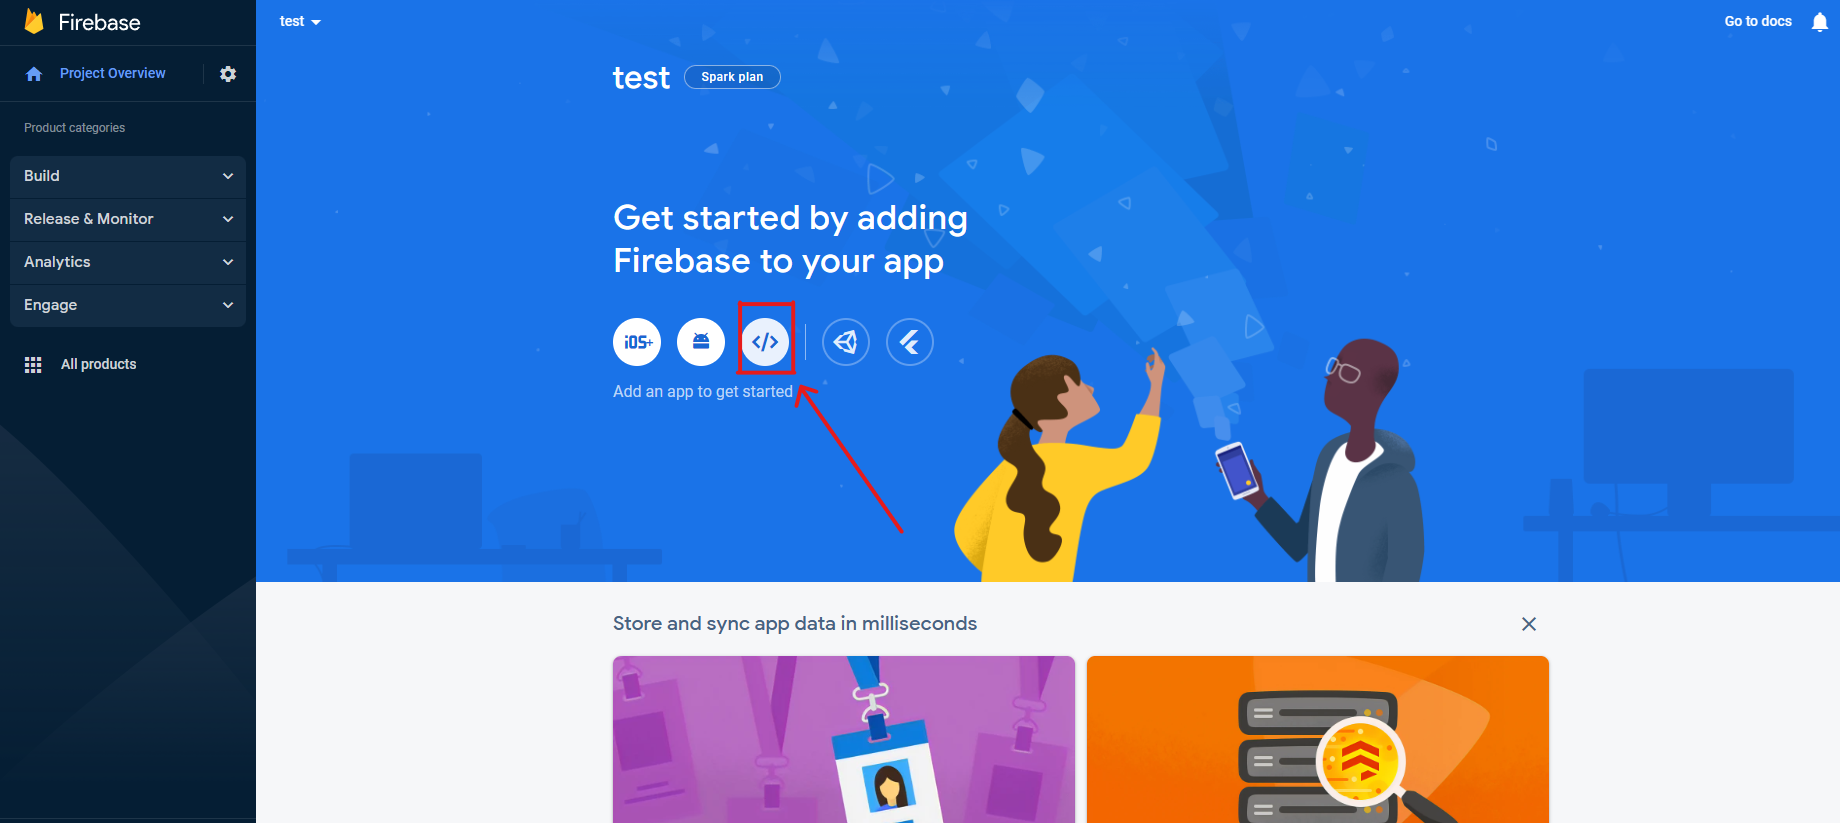 Firebase
Project Overview
Product categories
Build
Release & Monitor
Analytics
Engage
All products
test
Go to docs
test
Spark plan
Get started by adding
Firebase to your app
iOS+
</>
Add an app to get started
Store and sync app data in milliseconds